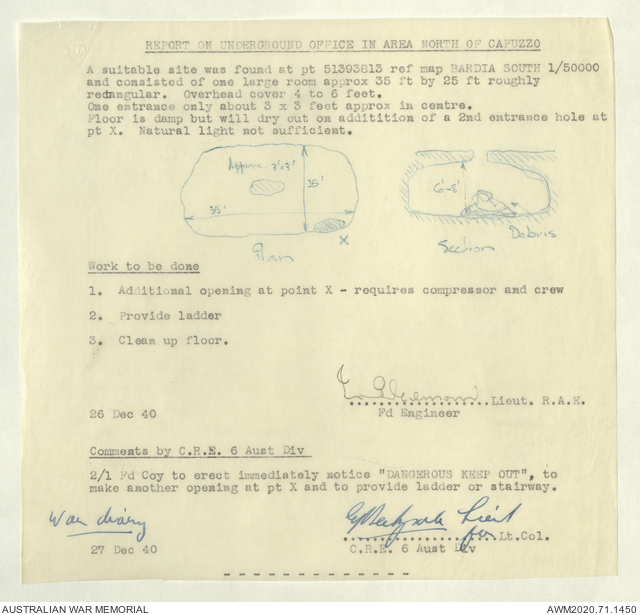 REPORT ON UNDERGROUND OFFICE IN AREA NORTH OF CAPUZZO
A suitable site was found at pt 51393813 ref map BARDIA SOUTH 1/50000
and consisted of one large room approx 35 ft by 25 ft roughly
rednangular. Overhead cover 4 to 6 feet.
One entrance only about 3 x 3 feet approx in centre.
Floor is damp but will dry out on additition of a 2nd entrance hole at
pt X. Natural light not sufficient.
Approx. 3'x3'
35'
35'
X
Plan
6'-8'
Debris
Section
Work to be done
1. Additional opening at point X - requires compressor and crew
2. Provide ladder
3. Clean up floor.
Lieut. R.A.E.
26 Dec 40
Fd Engineer
Comments by C.R.E. 6 Aust Div
2/1 Fd Coy to erect immediately notice "DANGEROUS KEEP OUT", to
make another opening at pt X and to provide ladder or stairway.
War diary
Lieut
for Lt.Col.
27 Dec 40
C.R.E. 6 Aust Div
AUSTRALIAN WAR MEMORIAL
AWM2020.71.1450